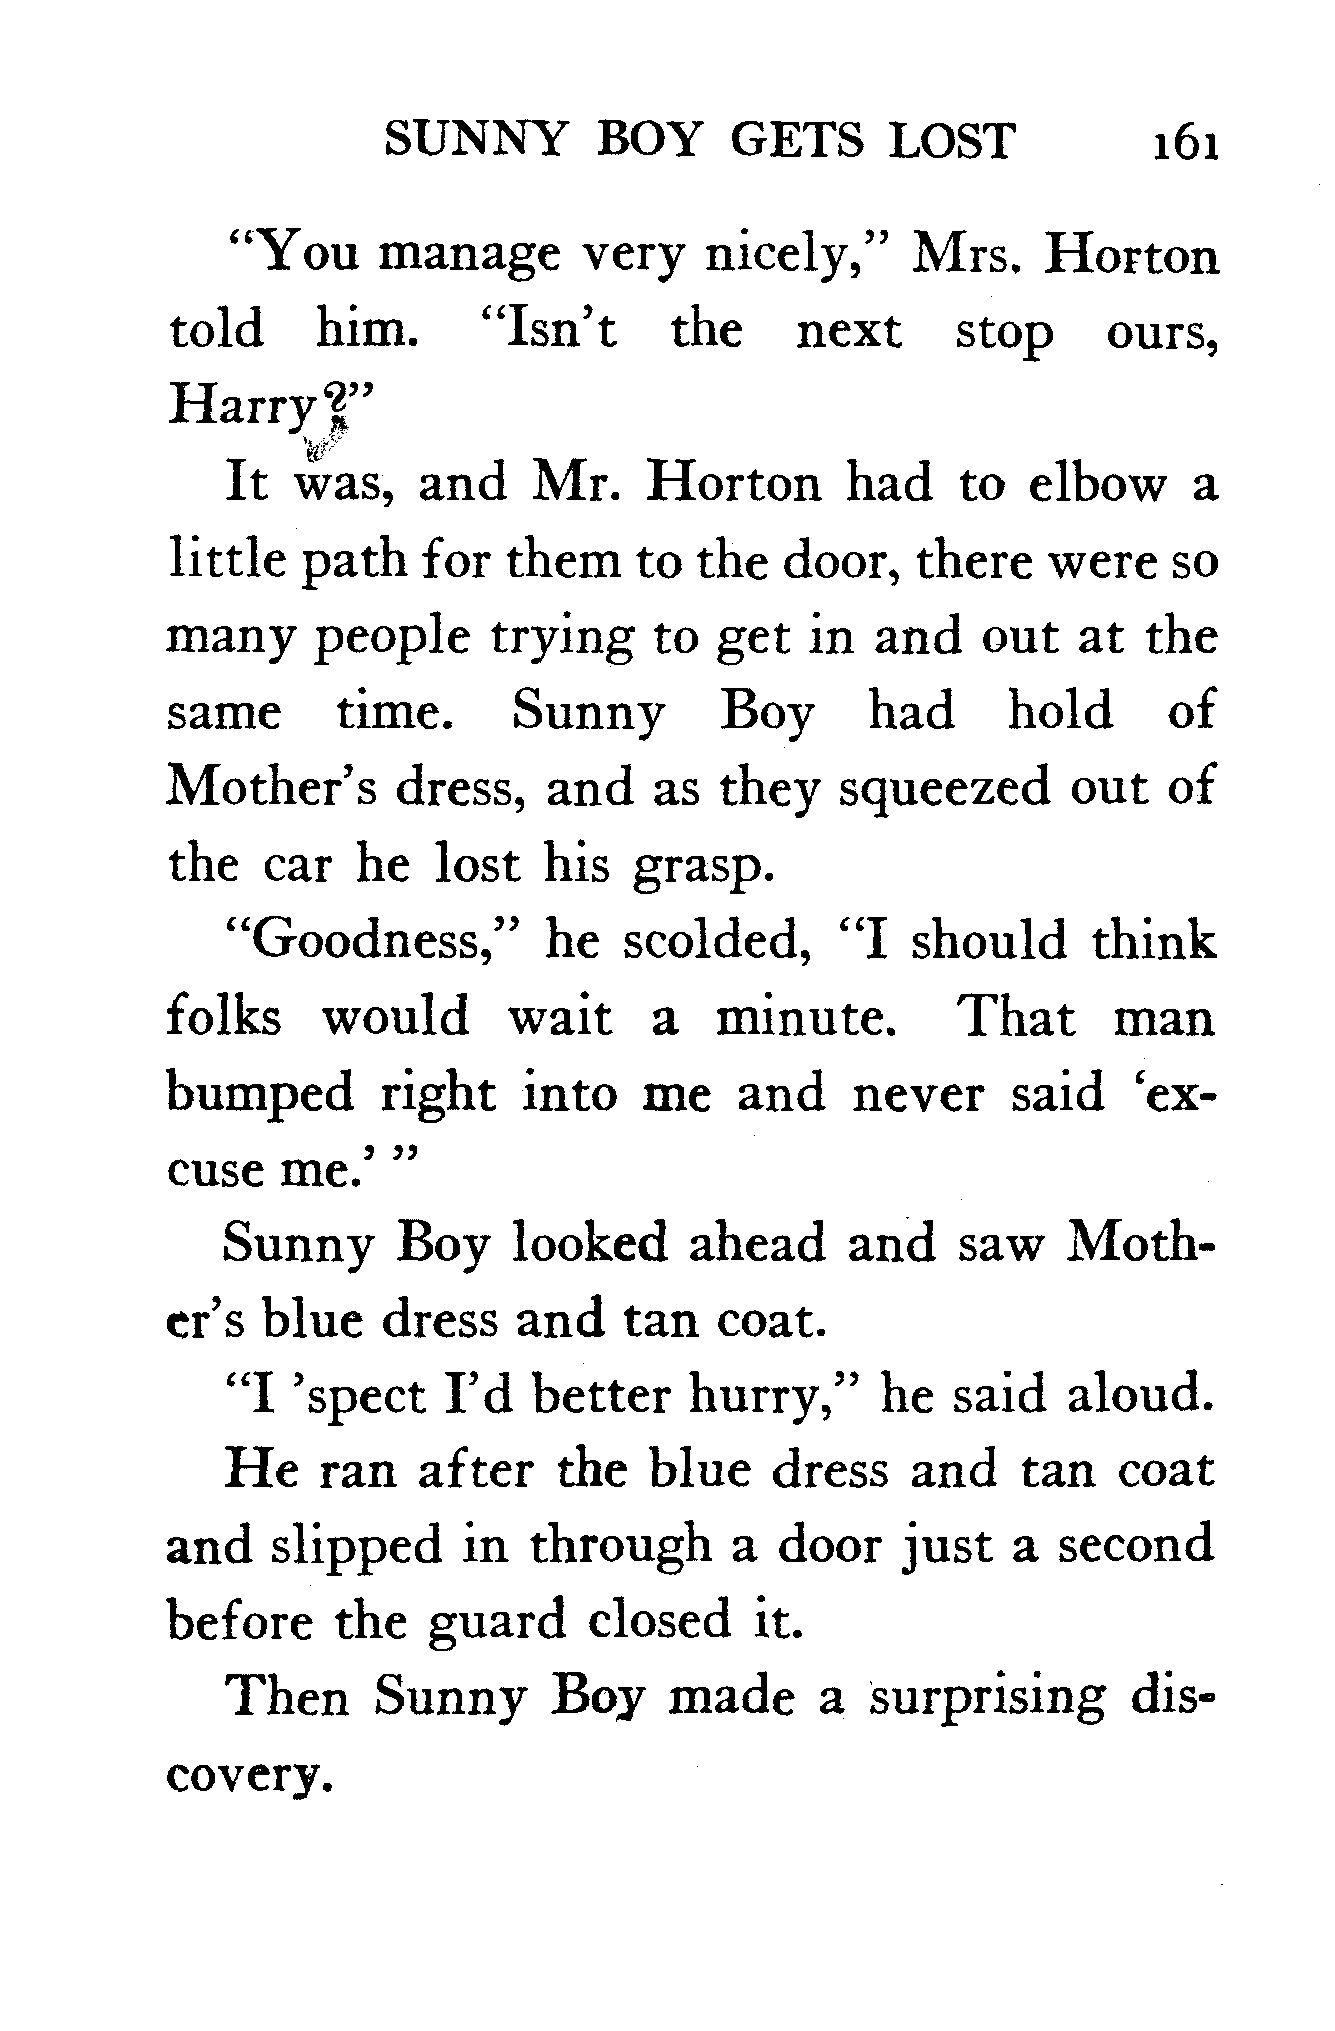 SUNNY BOY GETS LOST 161
“You manage very nicely,” Mrs. Horton
told him. “Isn’t the next stop ours,
Harry?”
It was, and Mr. Horton had to elbow a
little path for them to the door, there were so
many people trying to get in and out at the
same time. Sunny Boy had hold of
Mother’s dress, and as they squeezed out of
the car he lost his grasp.
“Goodness,” he scolded, “I should think
folks would wait a minute. That man
bumped right into me and never said ‘ex-
cuse me.’ ”
Sunny Boy looked ahead and saw Moth-
er’s blue dress and tan coat.
“I ’spect I’d better hurry,” he said aloud.
He ran after the blue dress and tan coat
and slipped in through a door just a second
before the guard closed it.
Then Sunny Boy made a surprising dis-
covery.